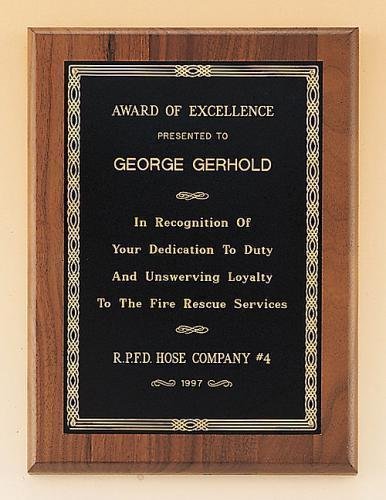 AWARD OF EXCELLENCE
PRESENTED TO
GEORGE GERHOLD
In Recognition Of
Your Dedication To Duty
And Unswerving Loyalty
To The Fire Rescue Services
R.P.F.D. HOSE COMPANY #4
1997